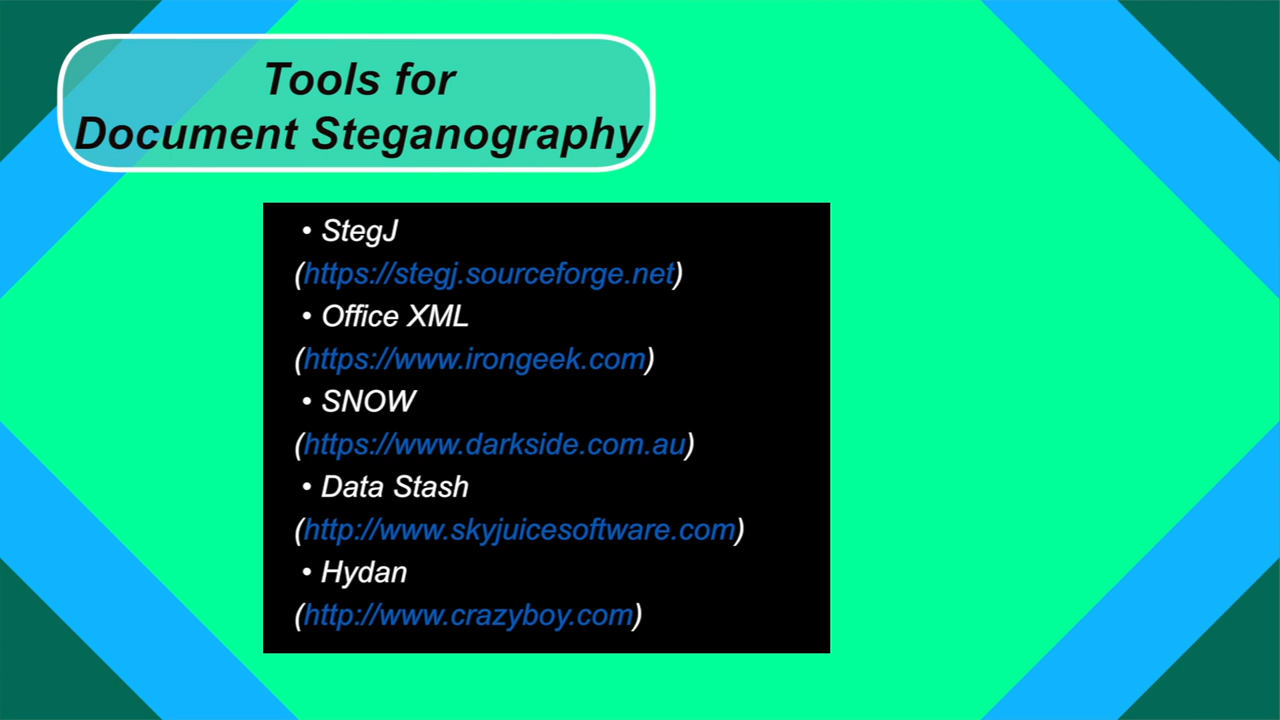 Tools for
Document Steganography
• StegJ
(https://stegj.sourceforge.net)
• Office XML
(https://www.irongeek.com)
• SNOW
(https://www.darkside.com.au)
• Data Stash
(http://www.skyjuicesoftware.com)
• Hydan
(http://www.crazyboy.com)